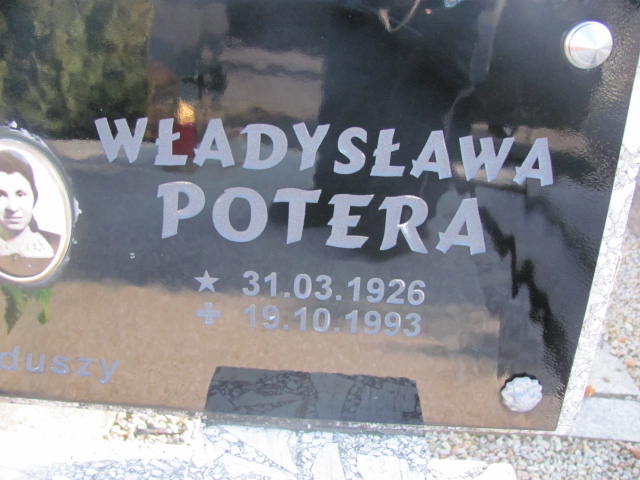 WŁADYSŁAWA
POTERA
★ 31.03.1926
✚ 19.10.1993
duszy